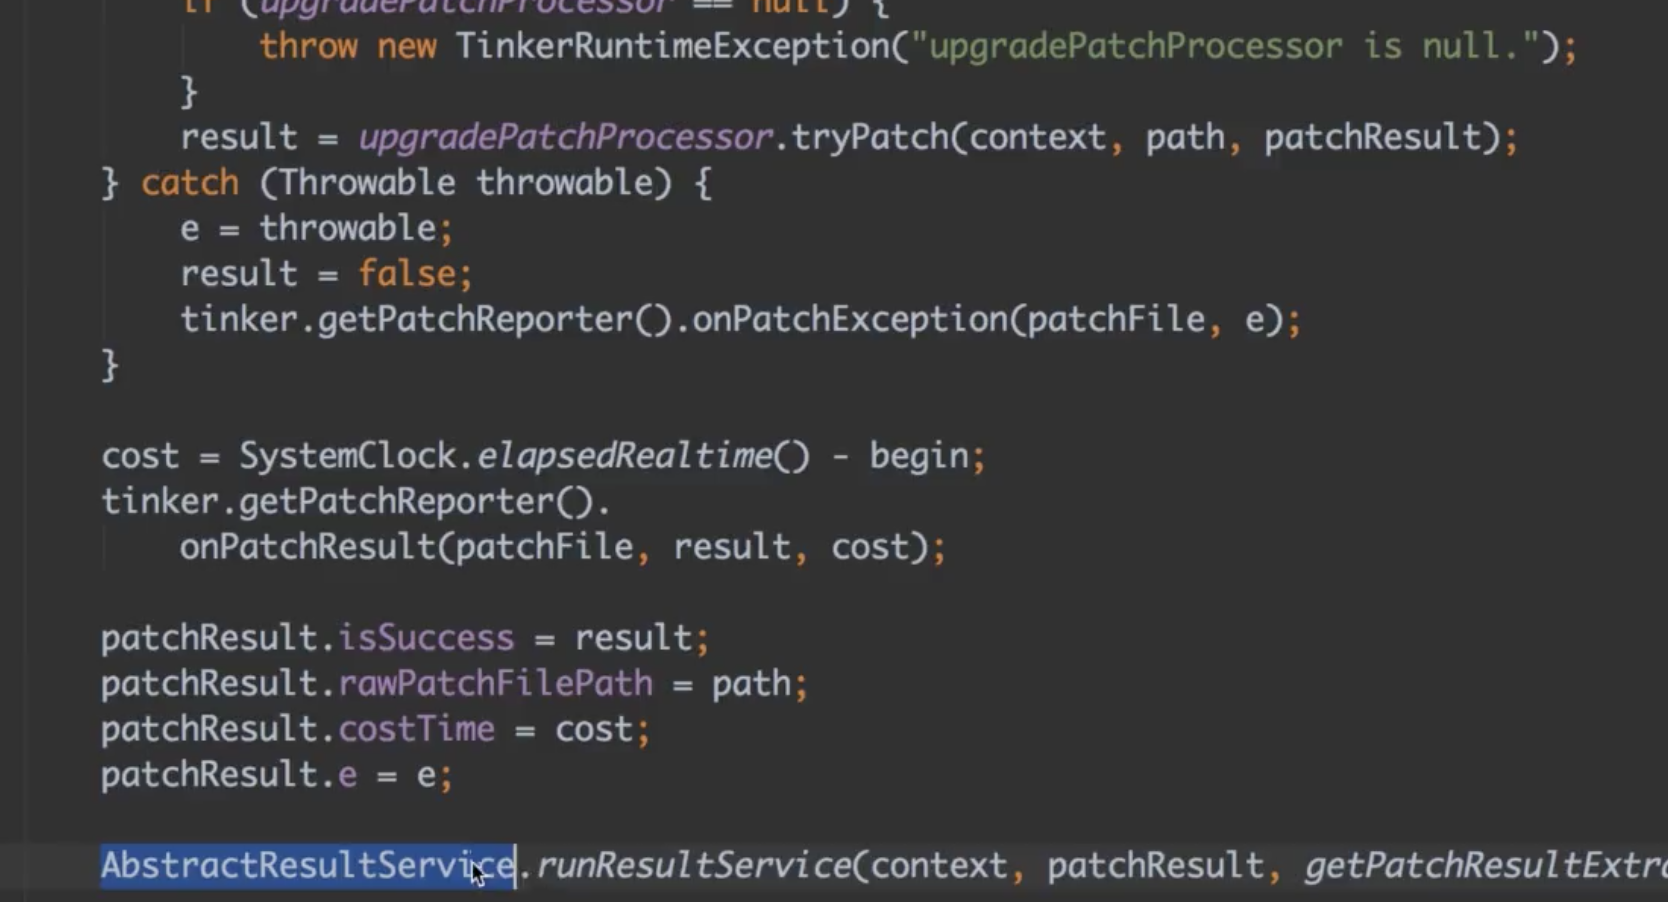 if (upgradePatchProcessor == null) {
throw new TinkerRuntimeException("upgradePatchProcessor is null.");
}
result = upgradePatchProcessor.tryPatch(context, path, patchResult);
} catch (Throwable throwable) {
e = throwable;
result = false;
tinker.getPatchReporter().onPatchException(patchFile, e);
}
cost = SystemClock.elapsedRealtime() - begin;
tinker.getPatchReporter().
onPatchResult(patchFile, result, cost);
patchResult.isSuccess = result;
patchResult.rawPatchFilePath = path;
patchResult.costTime = cost;
patchResult.e = e;
AbstractResultService.runResultService(context, patchResult, getPatchResultExtra